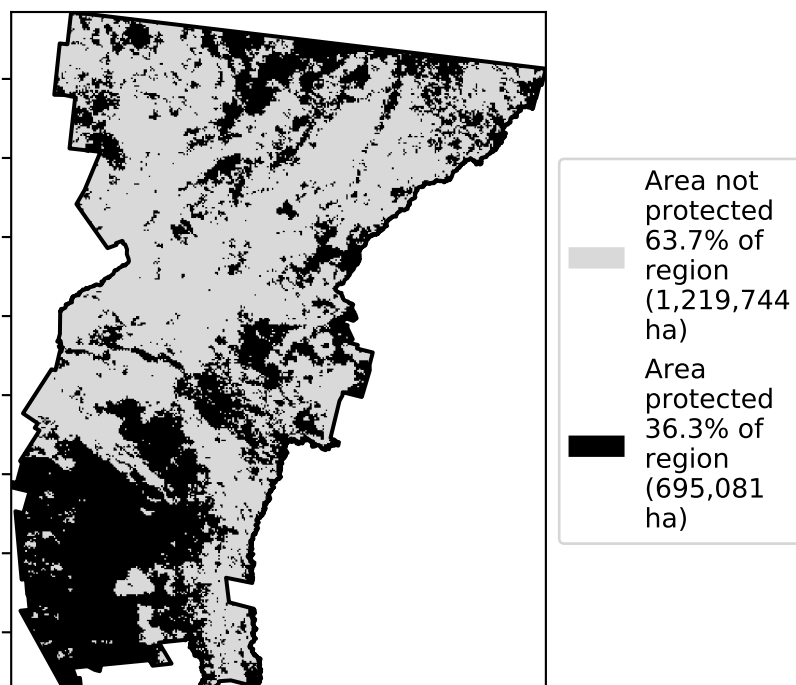 Area not
protected
63.7% of
region
(1,219,744
ha)
Area
protected
36.3% of
region
(695,081
ha)